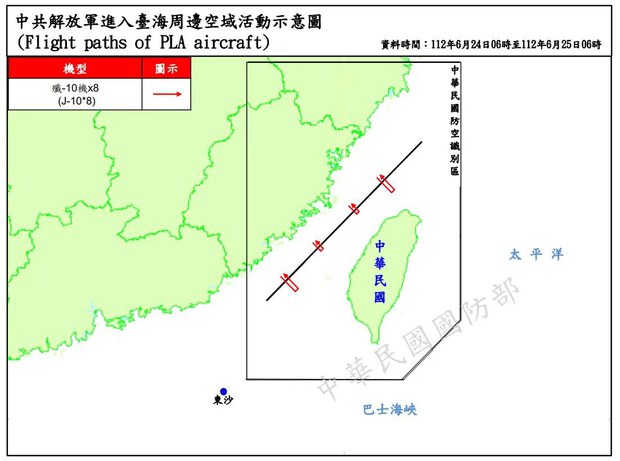 中共解放軍進入臺海周邊空域活動示意圖
(Flight paths of PLA aircraft)
資料時間：112年6月24日06時至112年6月25日06時
機型
圖示
殲-10機x8
(J-10*8)
中華民國防空識別區
中華民國
太平洋
中華民國國防部
東沙
巴士海峽